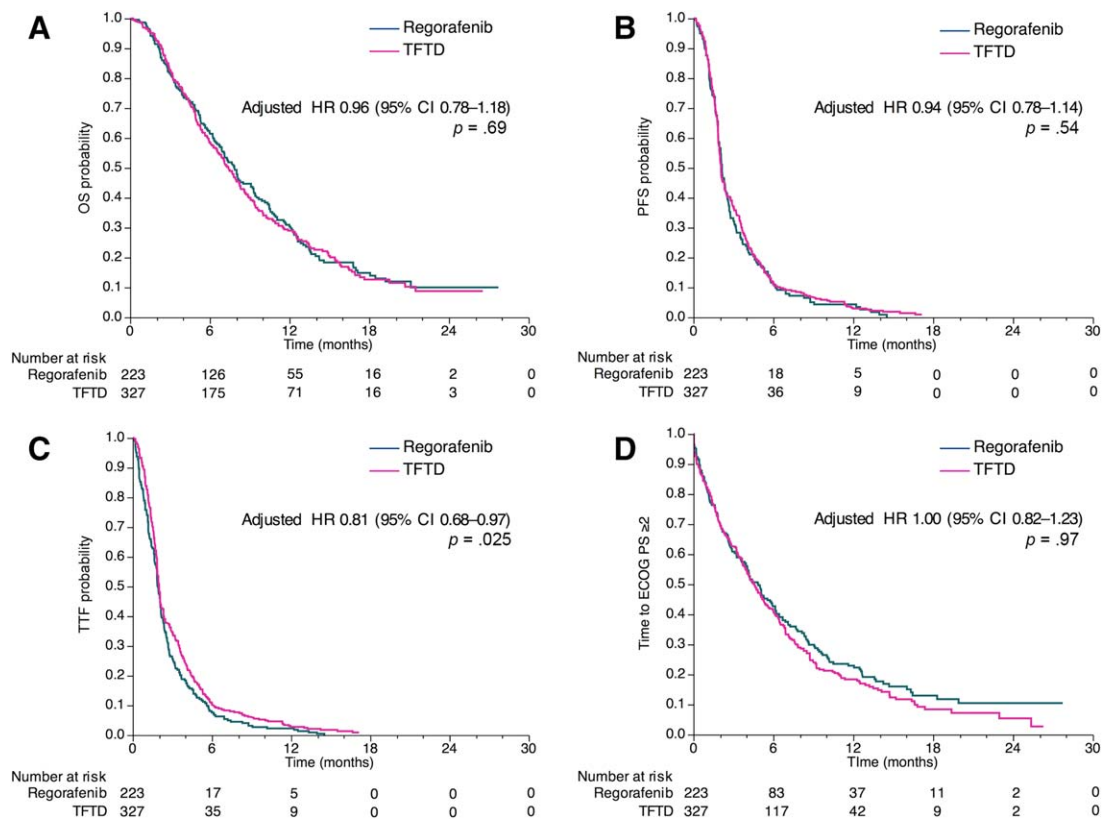 A
Regorafenib
TFTD
Adjusted HR 0.96 (95% CI 0.78–1.18)
p = .69
OS probability
1.0
0.9
0.8
0.7
0.6
0.5
0.4
0.3
0.2
0.1
0.0
0 6 12 18 24 30
Time (months)
Number at risk
Regorafenib 223 126 55 16 2 0
TFTD 327 175 71 16 3 0
B
Regorafenib
TFTD
Adjusted HR 0.94 (95% CI 0.78–1.14)
p = .54
PFS probability
1.0
0.9
0.8
0.7
0.6
0.5
0.4
0.3
0.2
0.1
0.0
0 6 12 18 24 30
Time (months)
Number at risk
Regorafenib 223 18 5 0 0 0
TFTD 327 36 9 0 0 0
C
Regorafenib
TFTD
Adjusted HR 0.81 (95% CI 0.68–0.97)
p = .025
TTF probability
1.0
0.9
0.8
0.7
0.6
0.5
0.4
0.3
0.2
0.1
0.0
0 6 12 18 24 30
Time (months)
Number at risk
Regorafenib 223 17 5 0 0 0
TFTD 327 35 9 0 0 0
D
Regorafenib
TFTD
Adjusted HR 1.00 (95% CI 0.82–1.23)
p = .97
Time to ECOG PS ≥2
1.0
0.9
0.8
0.7
0.6
0.5
0.4
0.3
0.2
0.1
0.0
0 6 12 18 24 30
TIme (months)
Number at risk
Regorafenib 223 83 37 11 2 0
TFTD 327 117 42 9 2 0